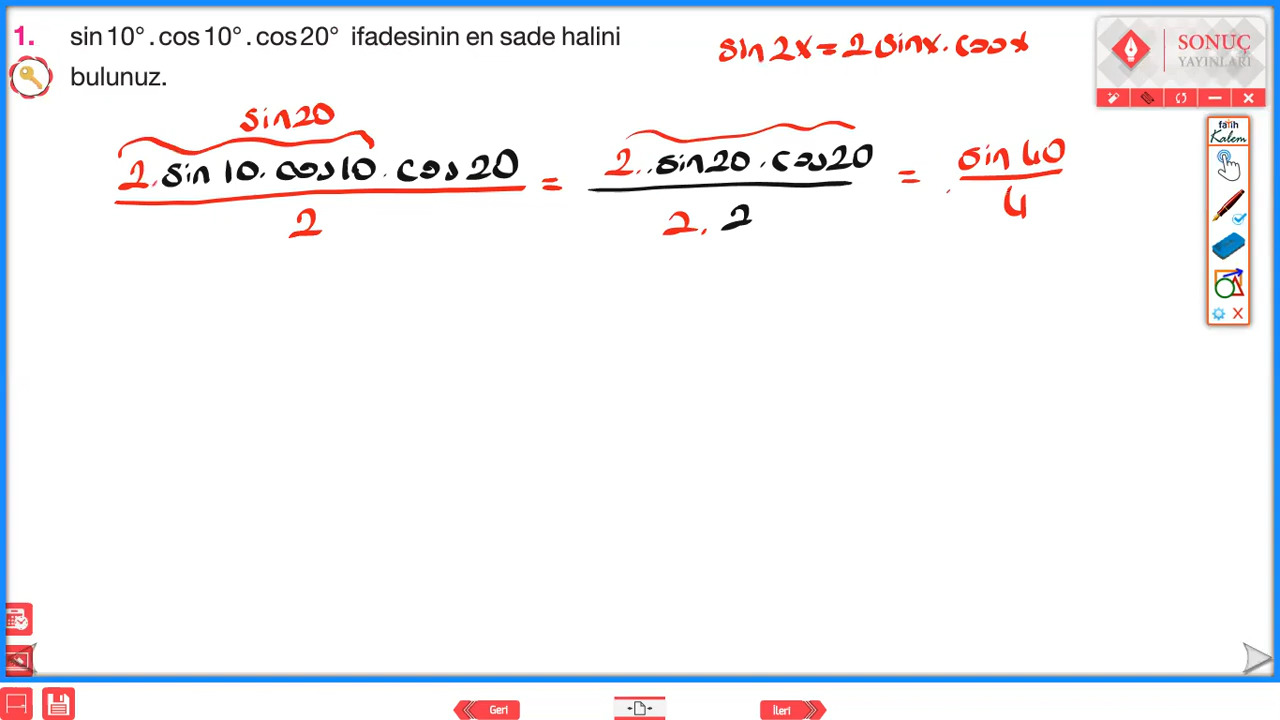 1. sin 10° . cos 10° . cos 20° ifadesinin en sade halini
bulunuz.
sin 2x = 2 sinx . cosx
SONUÇ
YAYINLARI
fatih
Kalem
sin20
2. sin 10. cos10. cos 20 = 2..sin20 . cos20 = sin 40
2 2. 2 4
Geri
İleri